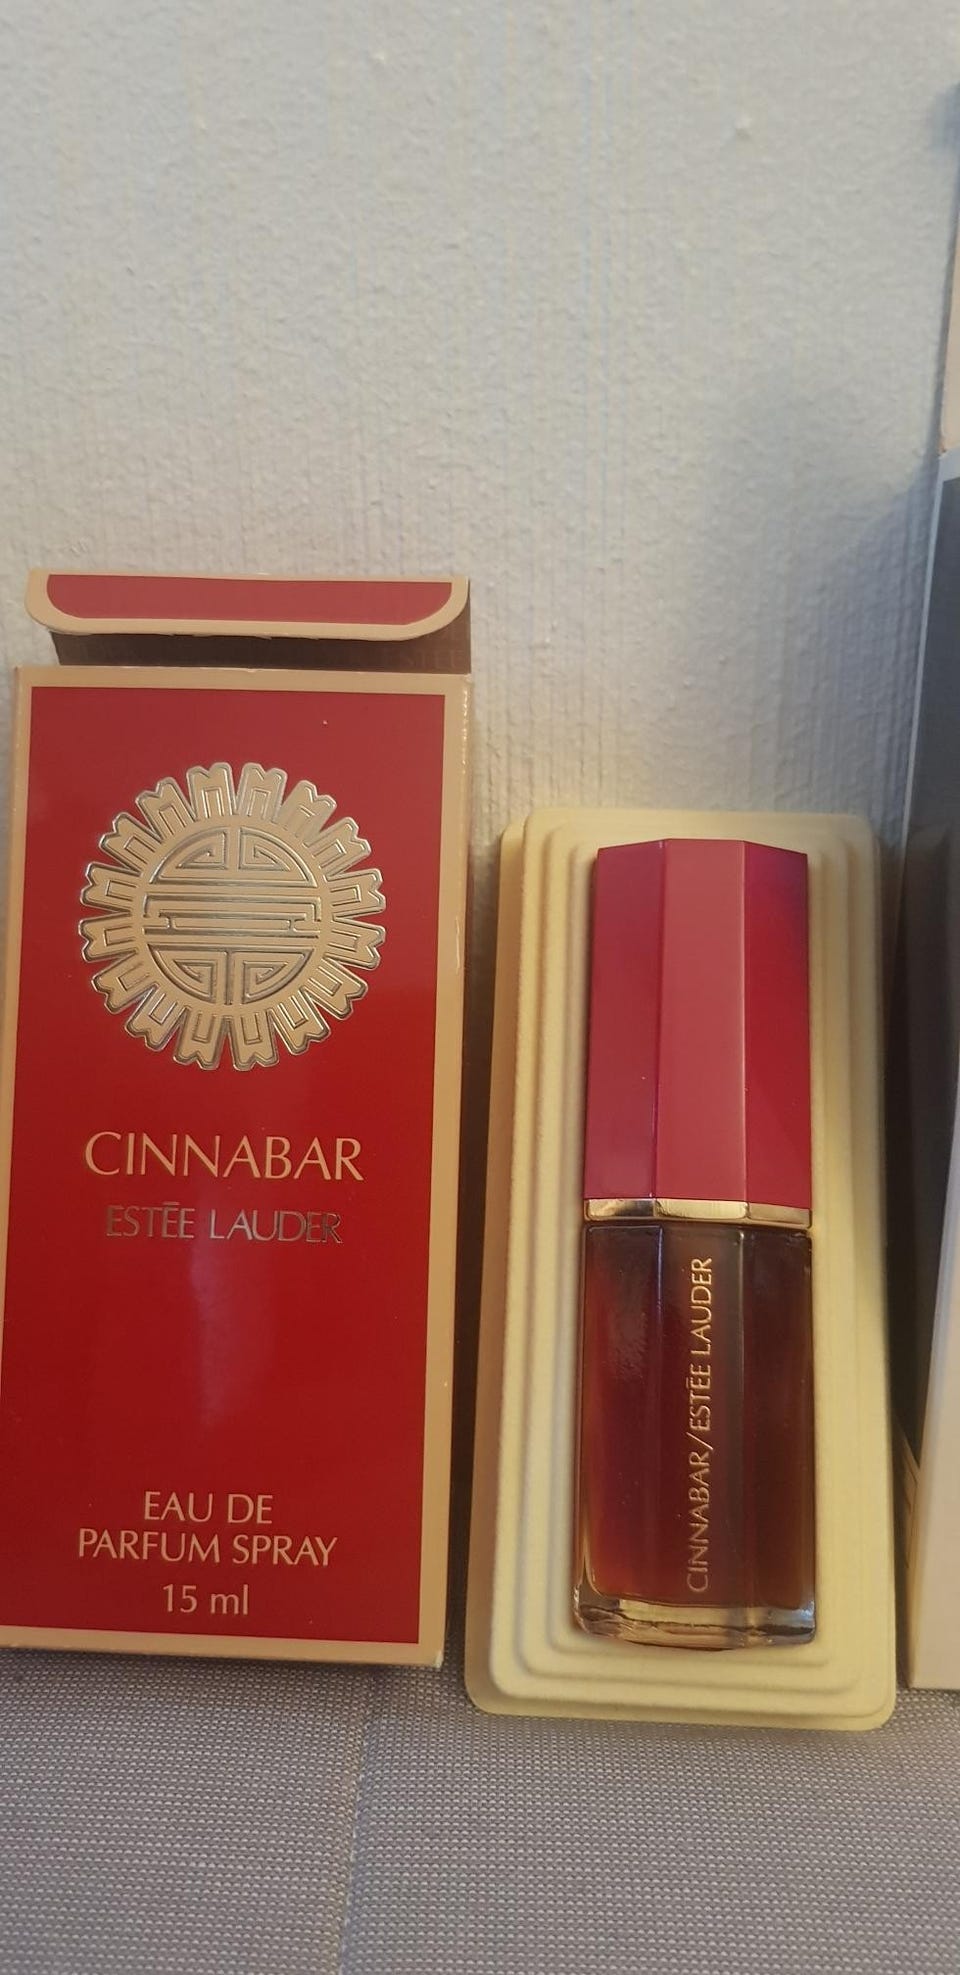 CINNABAR
ESTĒE LAUDER
EAU DE
PARFUM SPRAY
15 ml
CINNABAR/ESTĒE LAUDER